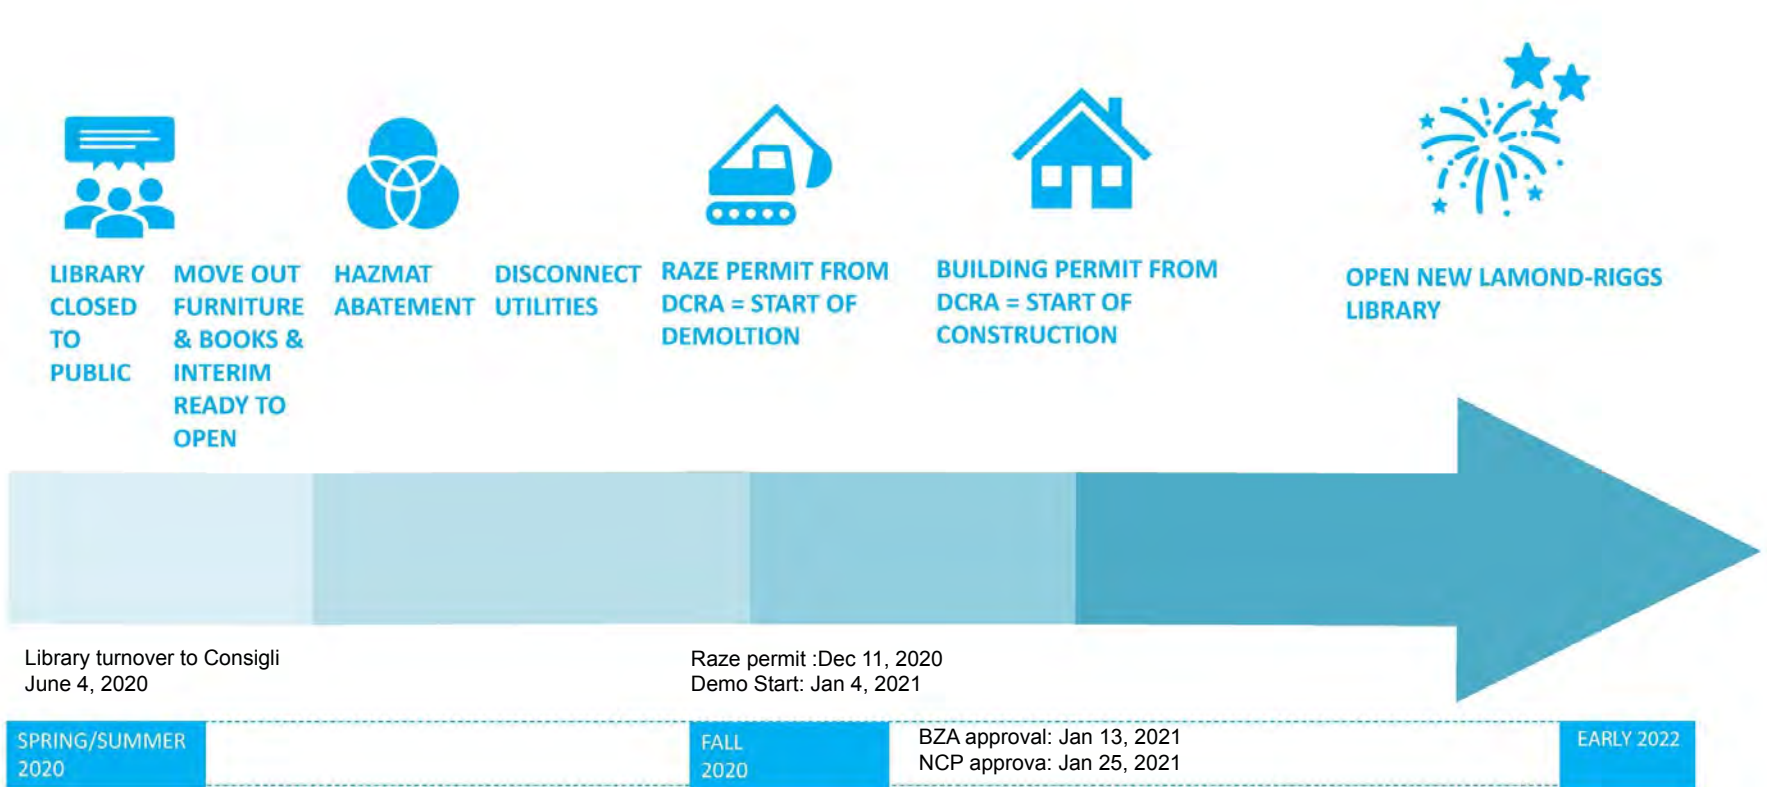 LIBRARY
CLOSED
TO
PUBLIC
MOVE OUT
FURNITURE
& BOOKS &
INTERIM
READY TO
OPEN
HAZMAT
ABATEMENT
DISCONNECT
UTILITIES
RAZE PERMIT FROM
DCRA = START OF
DEMOLTION
BUILDING PERMIT FROM
DCRA = START OF
CONSTRUCTION
OPEN NEW LAMOND-RIGGS
LIBRARY
Library turnover to Consigli
June 4, 2020
Raze permit :Dec 11, 2020
Demo Start: Jan 4, 2021
SPRING/SUMMER
2020
FALL
2020
BZA approval: Jan 13, 2021
NCP approva: Jan 25, 2021
EARLY 2022